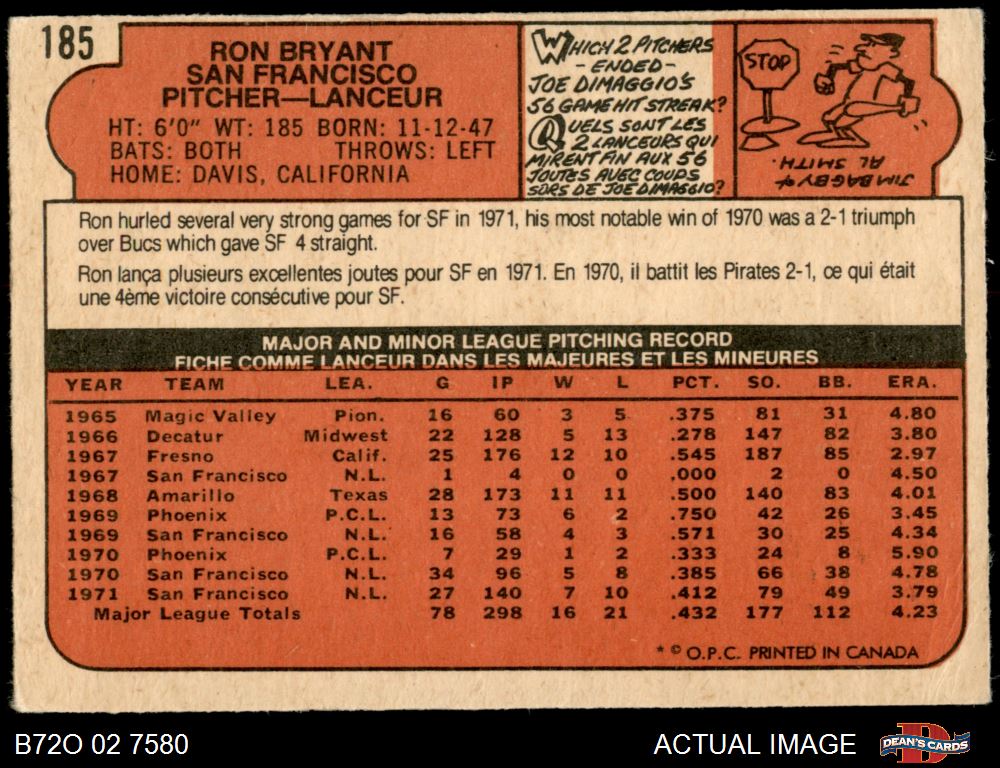 185
RON BRYANT
SAN FRANCISCO
PITCHER—LANCEUR
HT: 6'0" WT: 185 BORN: 11-12-47
BATS: BOTH THROWS: LEFT
HOME: DAVIS, CALIFORNIA
WHICH 2 PITCHERS
- ENDED -
JOE DIMAGGIO'S
56 GAME HIT STREAK?
QUELS SONT LES
2 LANCEURS QUI
MIRENT FIN AUX 56
JOUTES AVEC COUPS
SÛRS DE JOE DIMAGGIO?
STOP
JIM BAGBY &
AL SMITH.
Ron hurled several very strong games for SF in 1971, his most notable win of 1970 was a 2-1 triumph
over Bucs which gave SF 4 straight.
Ron lança plusieurs excellentes joutes pour SF en 1971. En 1970, il battit les Pirates 2-1, ce qui était
une 4ème victoire consécutive pour SF.
MAJOR AND MINOR LEAGUE PITCHING RECORD
FICHE COMME LANCEUR DANS LES MAJEURES ET LES MINEURES
YEAR TEAM LEA. G IP W L PCT. SO. BB. ERA.
1965 Magic Valley Pion. 16 60 3 5 .375 81 31 4.80
1966 Decatur Midwest 22 128 5 13 .278 147 82 3.80
1967 Fresno Calif. 25 176 12 10 .545 187 85 2.97
1967 San Francisco N.L. 1 4 0 0 .000 2 0 4.50
1968 Amarillo Texas 28 173 11 11 .500 140 83 4.01
1969 Phoenix P.C.L. 13 73 6 2 .750 42 26 3.45
1969 San Francisco N.L. 16 58 4 3 .571 30 25 4.34
1970 Phoenix P.C.L. 7 29 1 2 .333 24 8 5.90
1970 San Francisco N.L. 34 96 5 8 .385 66 38 4.78
1971 San Francisco N.L. 27 140 7 10 .412 79 49 3.79
Major League Totals 78 298 16 21 .432 177 112 4.23
* © O.P.C. PRINTED IN CANADA
B72O 02 7580
ACTUAL IMAGE
D
DEAN'S CARDS